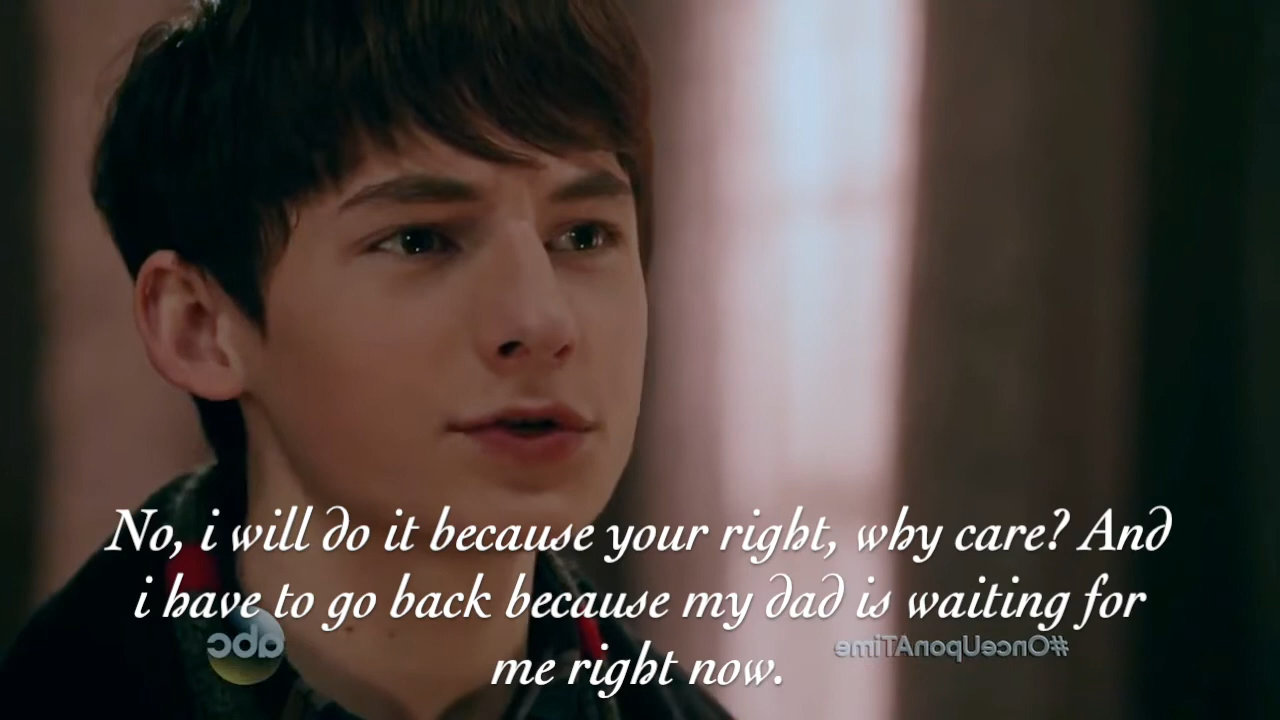 No, i will do it because your right, why care? And
i have to go back because my dad is waiting for
me right now.
abc
#OnceUponATime